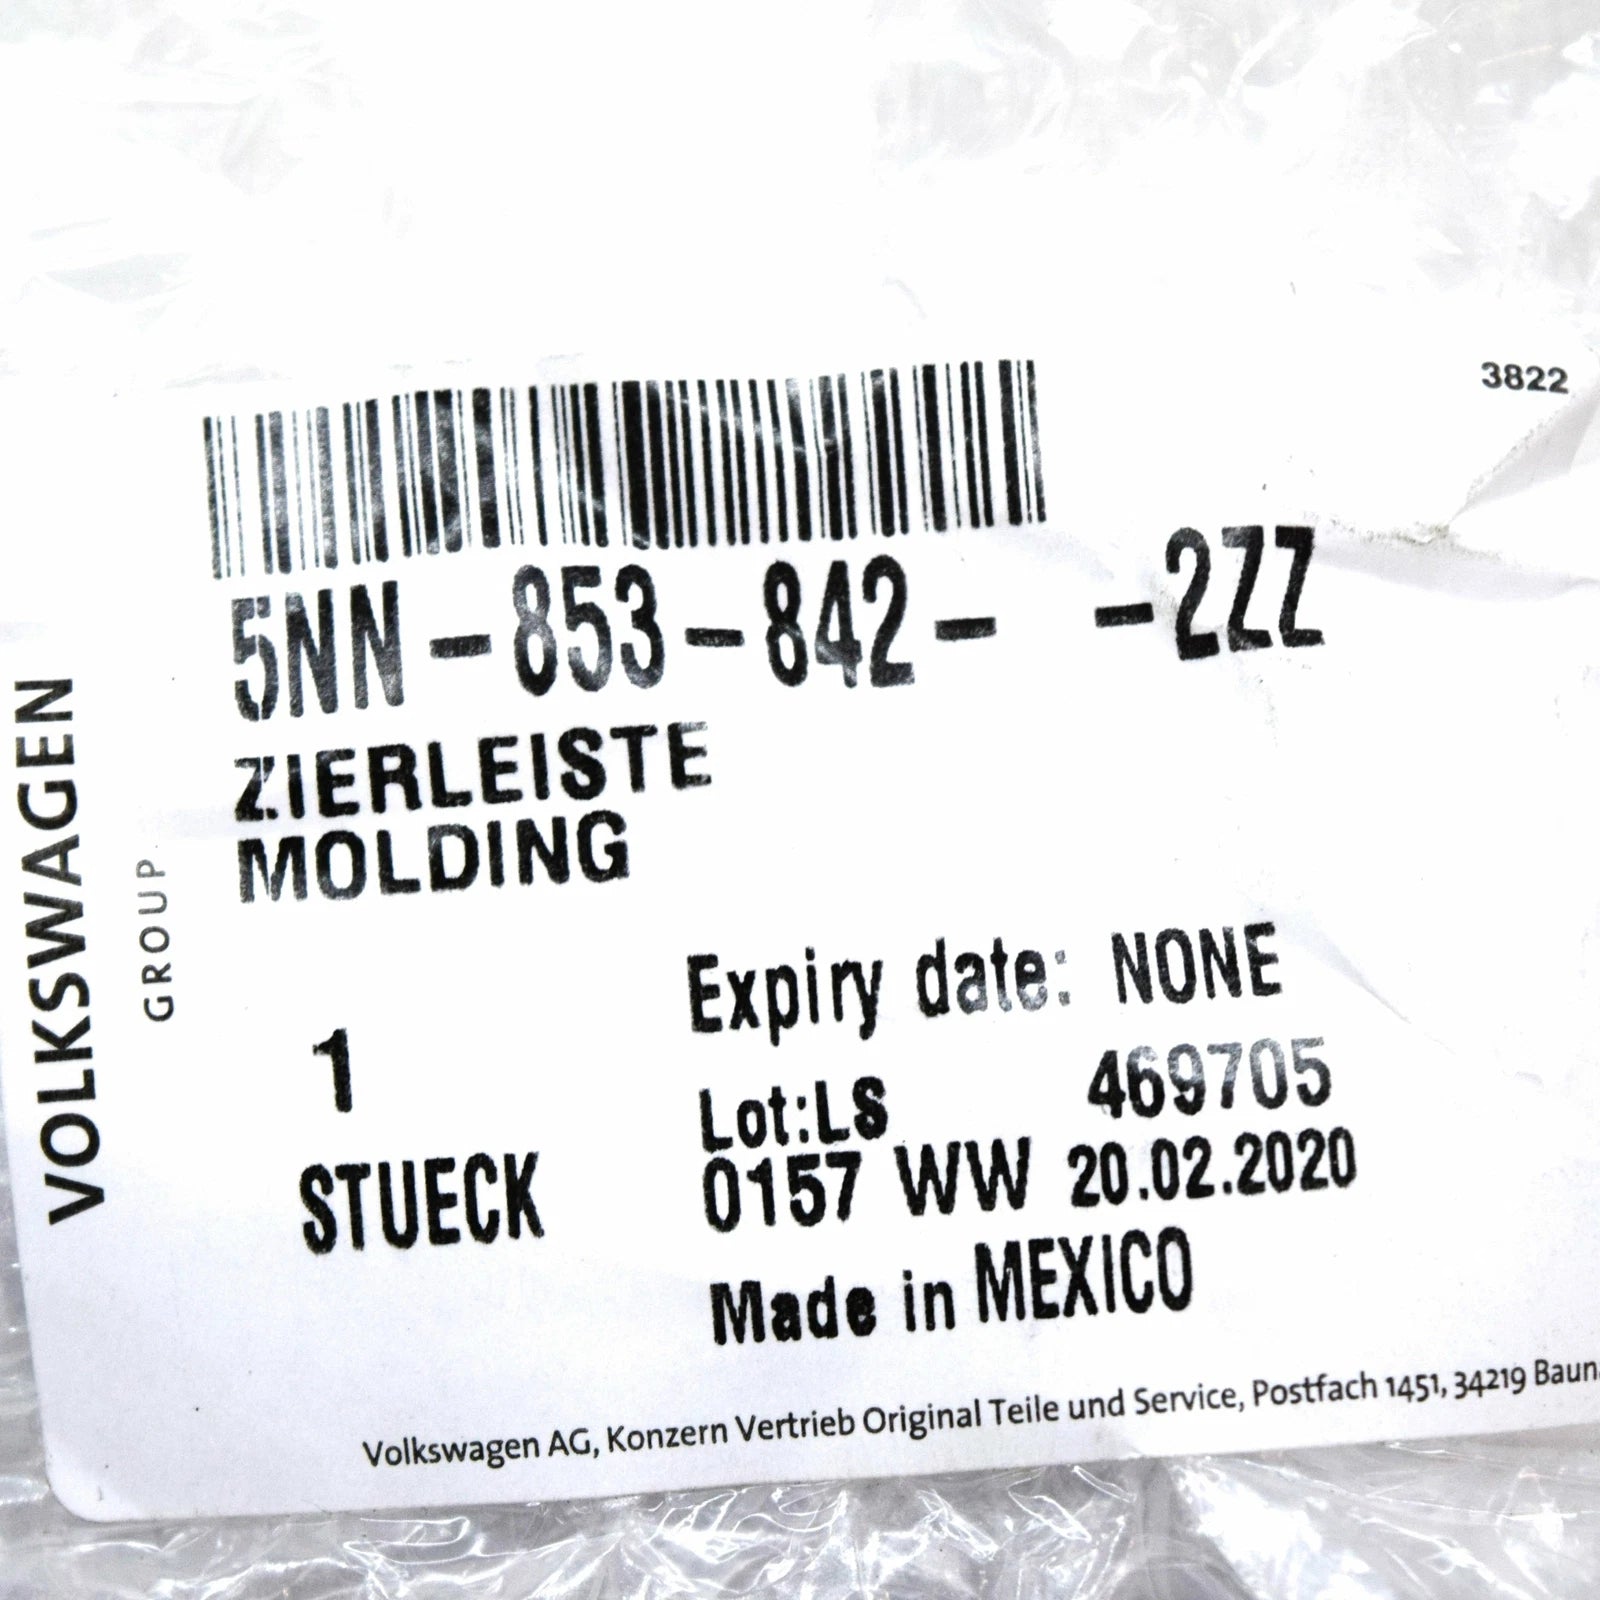 3822
5NN-853-842- -2ZZ
ZIERLEISTE
MOLDING
VOLKSWAGEN
GROUP
Expiry date: NONE
1
Lot:LS 469705
STUECK
0157 WW 20.02.2020
Made in MEXICO
Volkswagen AG, Konzern Vertrieb Original Teile und Service, Postfach 1451, 34219 Bauna